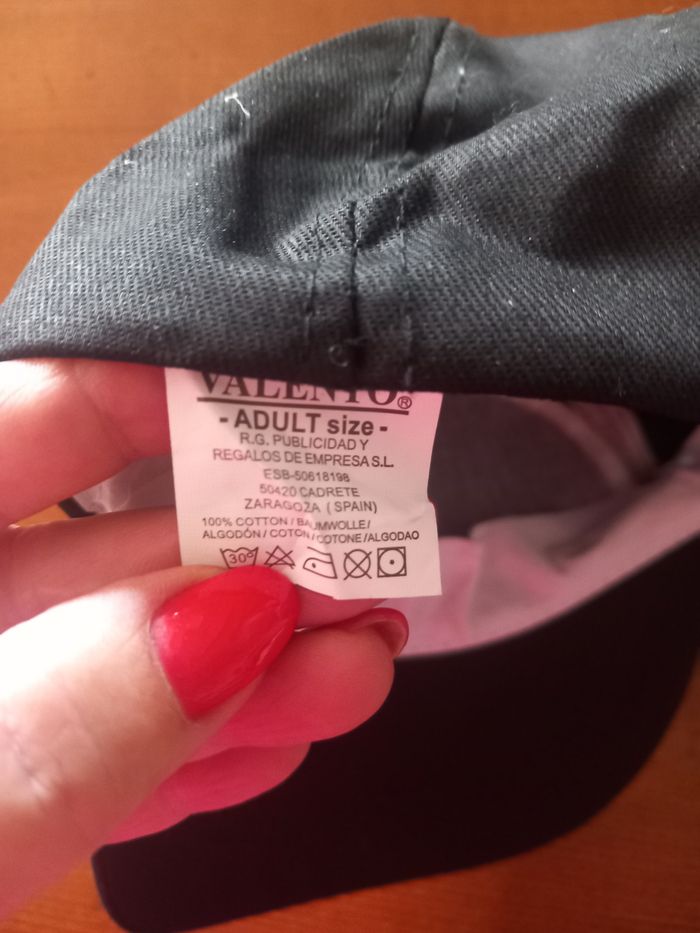 VALENTO®
- ADULT size -
R.G. PUBLICIDAD Y
REGALOS DE EMPRESA S.L.
ESB-50618198
50420 CADRETE
ZARAGOZA ( SPAIN)
100% COTTON / BAUMWOLLE /
ALGODÓN / COTON / COTONE / ALGODAO
30°